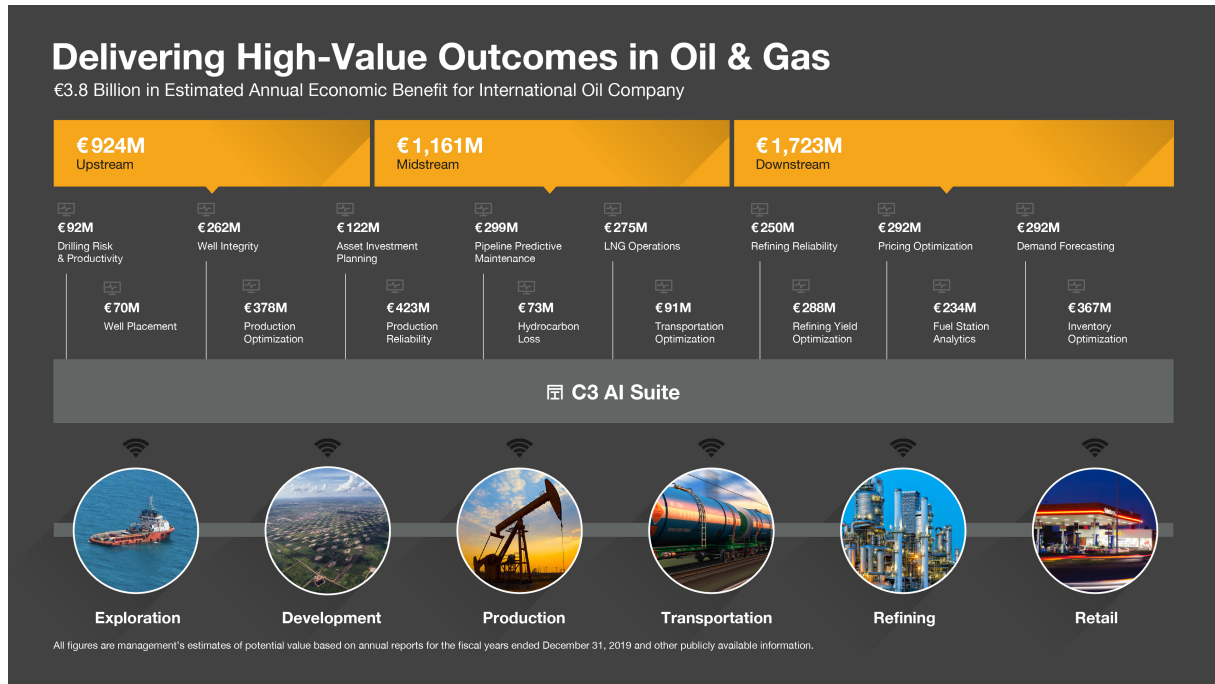 Delivering High-Value Outcomes in Oil & Gas
€3.8 Billion in Estimated Annual Economic Benefit for International Oil Company
€924M
Upstream
€1,161M
Midstream
€1,723M
Downstream
€92M
Drilling Risk
& Productivity
€262M
Well Integrity
€122M
Asset Investment
Planning
€299M
Pipeline Predictive
Maintenance
€275M
LNG Operations
€250M
Refining Reliability
€292M
Pricing Optimization
€292M
Demand Forecasting
€70M
Well Placement
€378M
Production
Optimization
€423M
Production
Reliability
€73M
Hydrocarbon
Loss
€91M
Transportation
Optimization
€288M
Refining Yield
Optimization
€234M
Fuel Station
Analytics
€367M
Inventory
Optimization
C3 AI Suite
Exploration
Development
Production
Transportation
Refining
Retail
All figures are management's estimates of potential value based on annual reports for the fiscal years ended December 31, 2019 and other publicly available information.